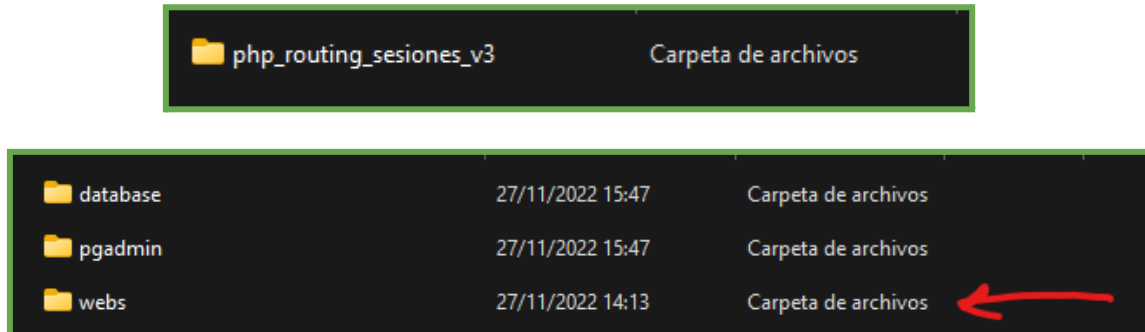 php_routing_sesiones_v3 Carpeta de archivos
database 27/11/2022 15:47 Carpeta de archivos
pgadmin 27/11/2022 15:47 Carpeta de archivos
webs 27/11/2022 14:13 Carpeta de archivos